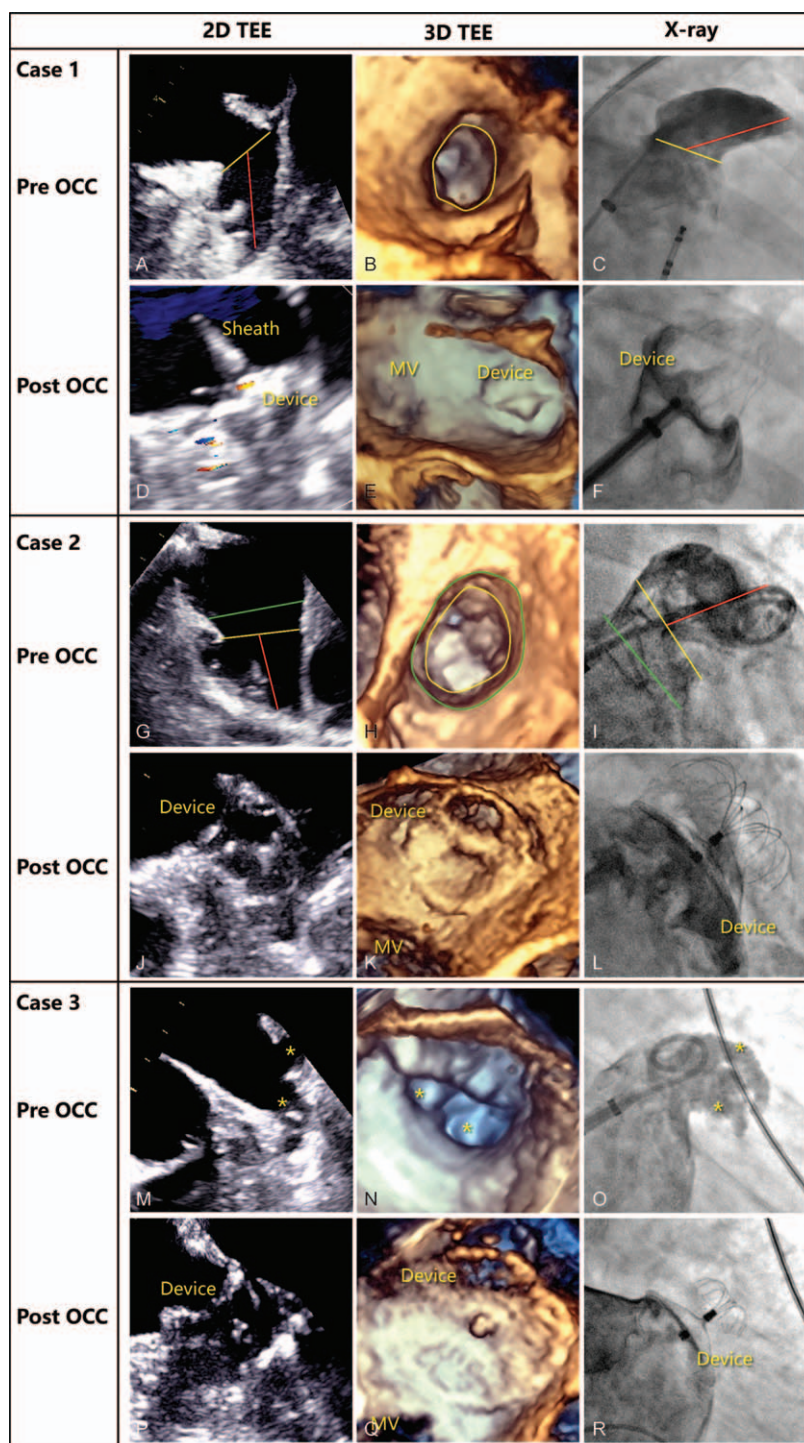 2D TEE 3D TEE X-ray
Case 1
Pre OCC
A B C
Sheath
Device
MV Device
Device
Post OCC
D E F
Case 2
Pre OCC
G H I
Device
Device
MV
Device
Post OCC
J K L
Case 3
Pre OCC
* * * * * *
M N O
Device
Device
MV
Device
Post OCC
P Q R